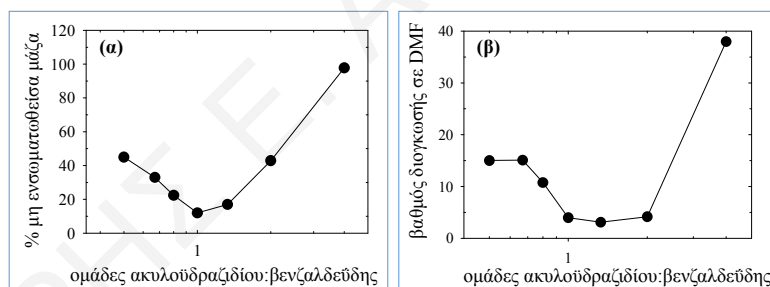 (α)
% μη ενσωματωθείσα μάζα
120
100
80
60
40
20
0
1
ομάδες ακυλοϋδραζιδίου:βενζαλδεΰδης
(β)
βαθμός διογκωσής σε DMF
40
30
20
10
0
1
ομάδες ακυλοϋδραζιδίου:βενζαλδεΰδης
ΡΗΣ Ε. Α